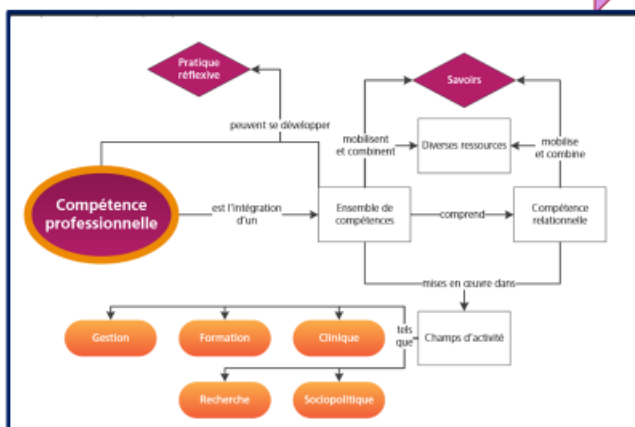 Pratique
réflexive
Savoirs
peuvent se développer
mobilisent
et combinent
Diverses ressources
mobilise
et combine
Compétence
professionnelle
est l'intégration
d'un
Ensemble de
compétences
comprend
Compétence
relationnelle
mises en œuvre dans
Gestion
Formation
Clinique
tels
que
Champs d'activité
Recherche
Sociopolitique